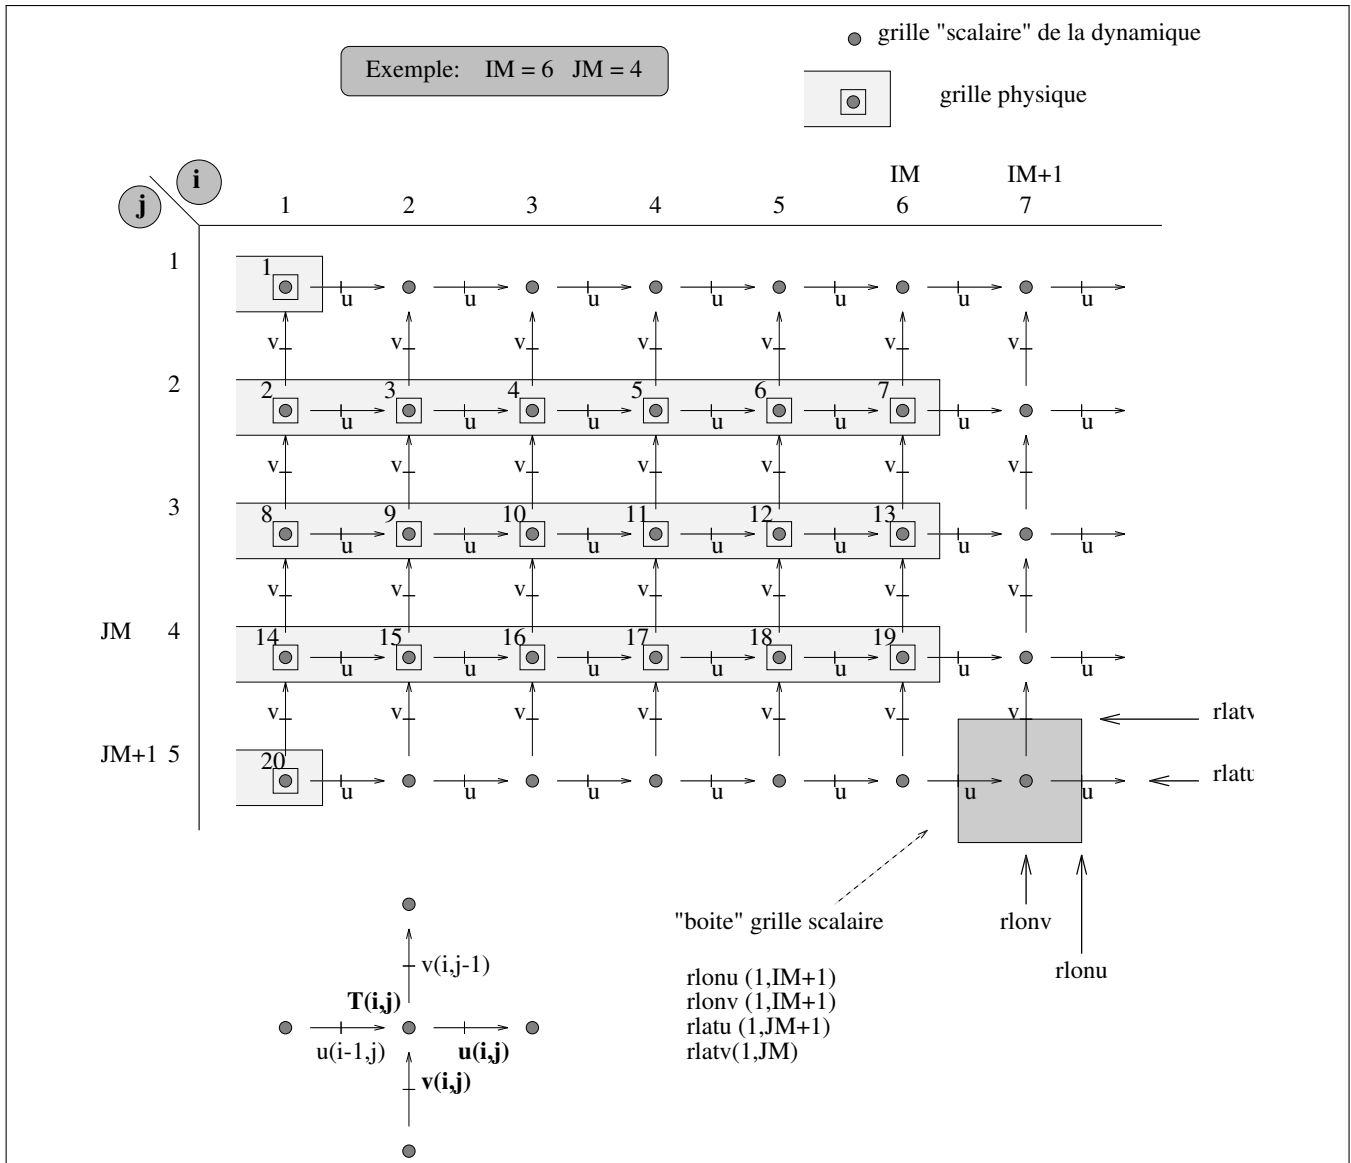 grille "scalaire" de la dynamique
Exemple: IM = 6 JM = 4
grille physique
i
j
IM IM+1
1 2 3 4 5 6 7
1
1
u u u u u u u
v v v v v v
2
2 3 4 5 6 7
u u u u u u u
v v v v v v
3
8 9 10 11 12 13
u u u u u u u
v v v v v v
JM 4
14 15 16 17 18 19
u u u u u u u
v v v v v v v
rlatv
JM+1 5
20
rlatu
u u u u u u u
"boite" grille scalaire
rlonv
rlonu
v(i,j-1)
T(i,j)
u(i-1,j) u(i,j)
v(i,j)
rlonu (1,IM+1)
rlonv (1,IM+1)
rlatu (1,JM+1)
rlatv(1,JM)